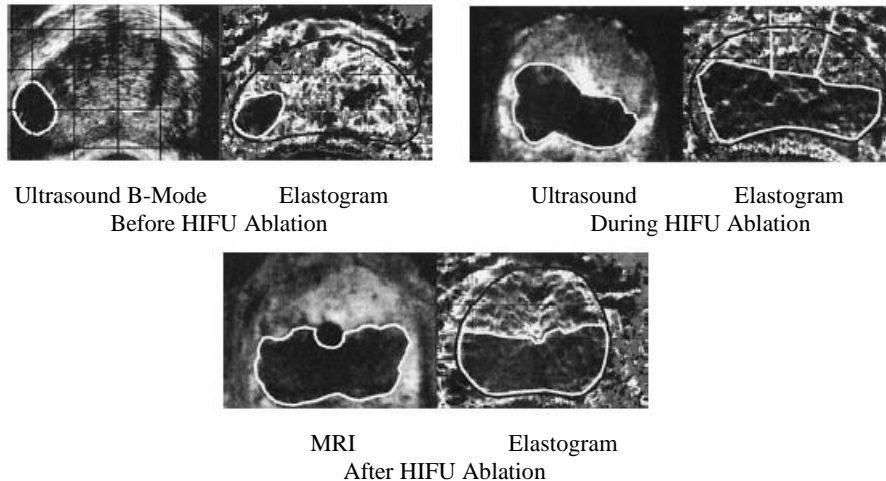 Ultrasound B-Mode Elastogram
Before HIFU Ablation
Ultrasound Elastogram
During HIFU Ablation
MRI Elastogram
After HIFU Ablation